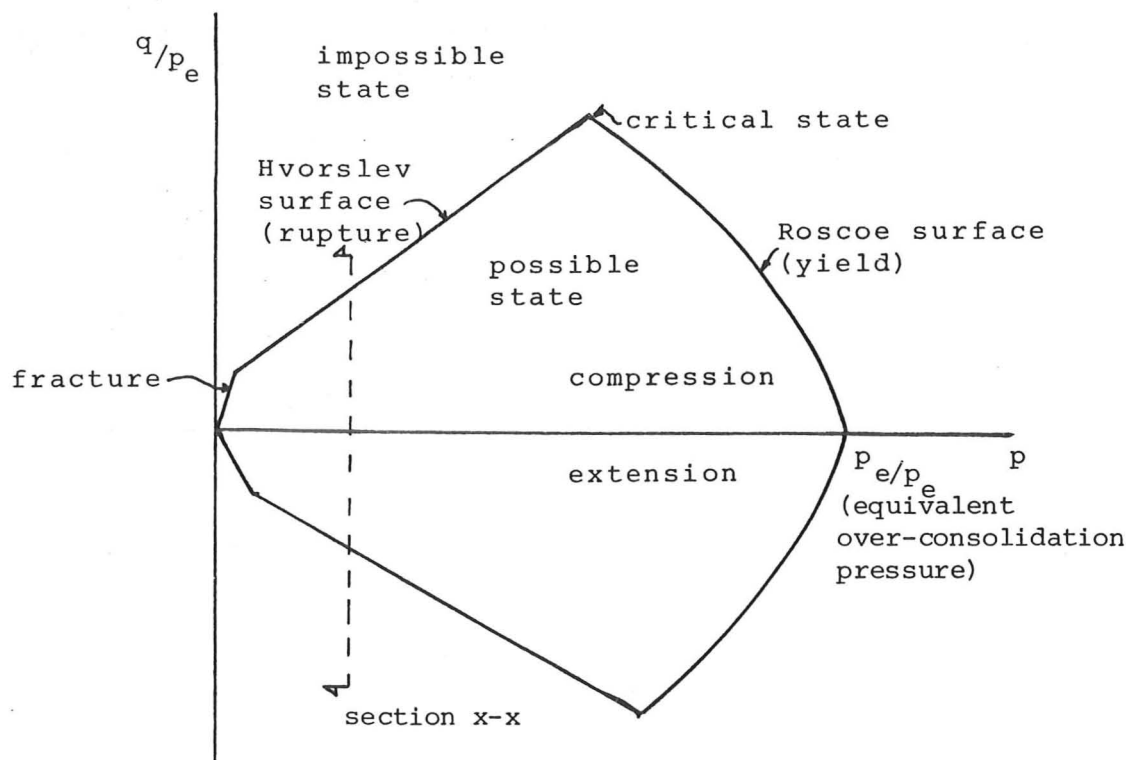 q/pe
impossible
state
critical state
Hvorslev
surface
(rupture)
Roscoe surface
(yield)
possible
state
fracture
compression
extension
pe/pe
p
(equivalent
over-consolidation
pressure)
section x-x